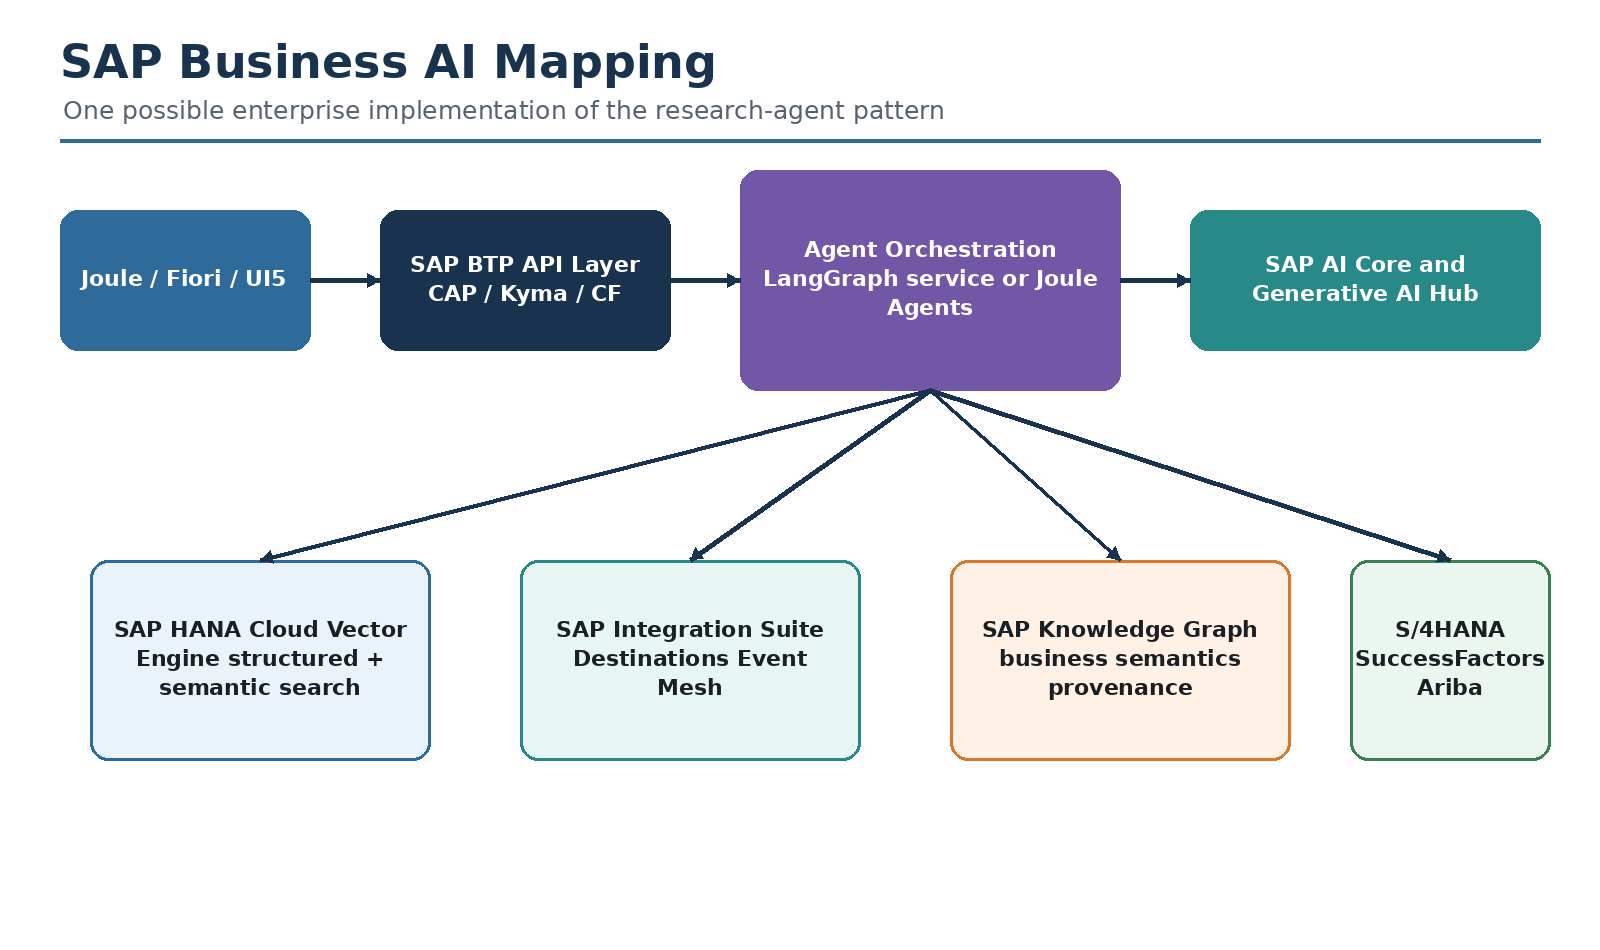 SAP Business AI Mapping
One possible enterprise implementation of the research-agent pattern
Joule / Fiori / UI5
SAP BTP API Layer
CAP / Kyma / CF
Agent Orchestration
LangGraph service or Joule
Agents
SAP AI Core and
Generative AI Hub
SAP HANA Cloud Vector
Engine structured +
semantic search
SAP Integration Suite
Destinations Event
Mesh
SAP Knowledge Graph
business semantics
provenance
S/4HANA
SuccessFactors
Ariba